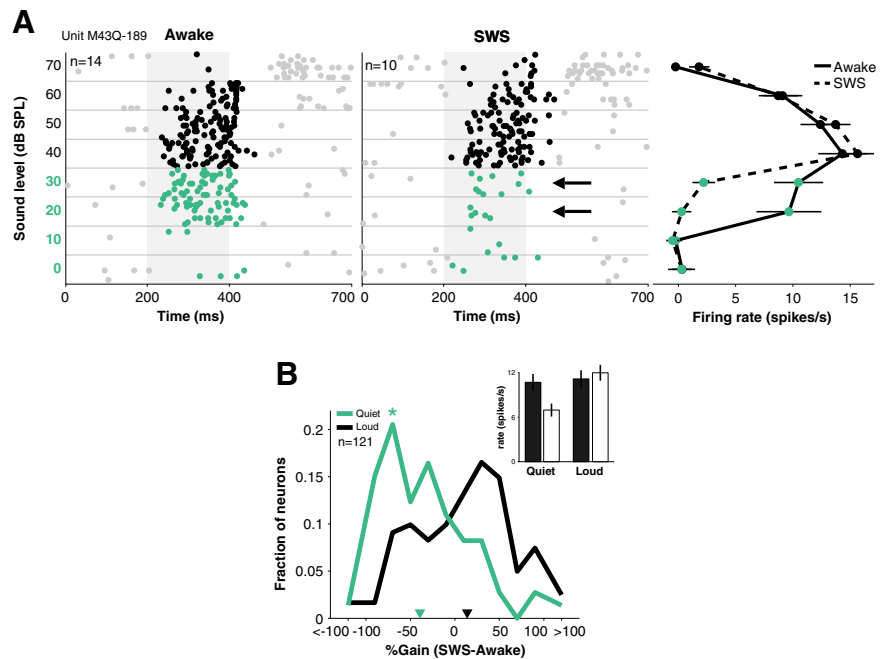 A
Unit M43Q-189
Awake
SWS
n=14
n=10
Sound level (dB SPL)
70
60
50
40
30
20
10
0
0 200 400 700
Time (ms)
0 200 400 700
Time (ms)
Awake
SWS
0 5 10 15
Firing rate (spikes/s)
B
Quiet
Loud
n=121
*
Fraction of neurons
0.2
0.15
0.1
0.05
0
<-100 -100 -50 0 50 100 >100
%Gain (SWS-Awake)
rate (spikes/s)
12
6
0
Quiet Loud